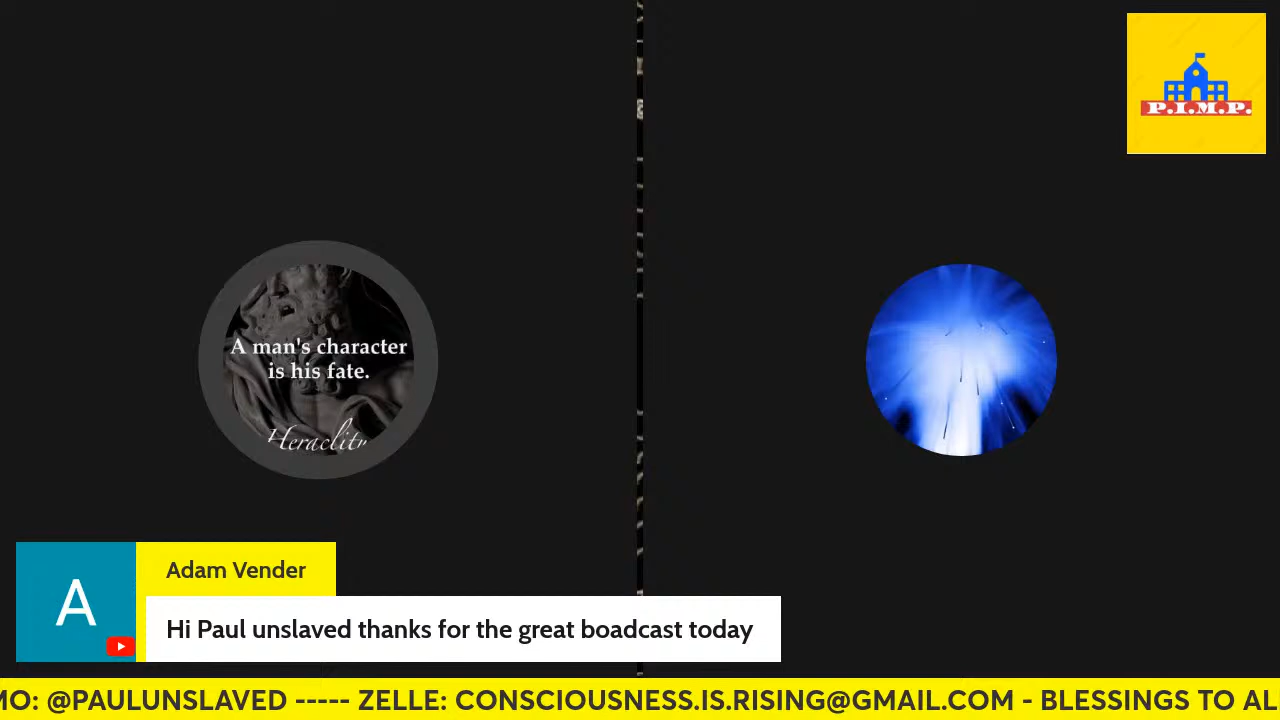 P.I.M.P.
A man's character
is his fate.
Adam Vender
A
Hi Paul unslaved thanks for the great boadcast today
MO: @PAULUNSLAVED ----- ZELLE: CONSCIOUSNESS.IS.RISING@GMAIL.COM - BLESSINGS TO AL